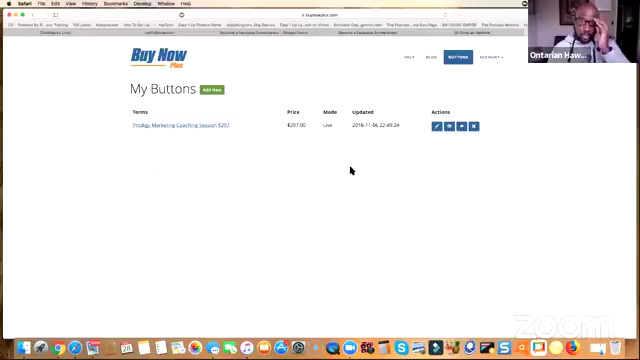 Safari File Edit View History Bookmarks Develop Window Help
buynowplus.com
Buy Now
Plus
HELP BLOG BUTTONS ACCOUNT
Ontarian Haw...
My Buttons Add New
Terms Price Mode Updated Actions
Prodigy Marketing Coaching Session $297 $297.00 Live 2018-11-06 22:49:24
zoom